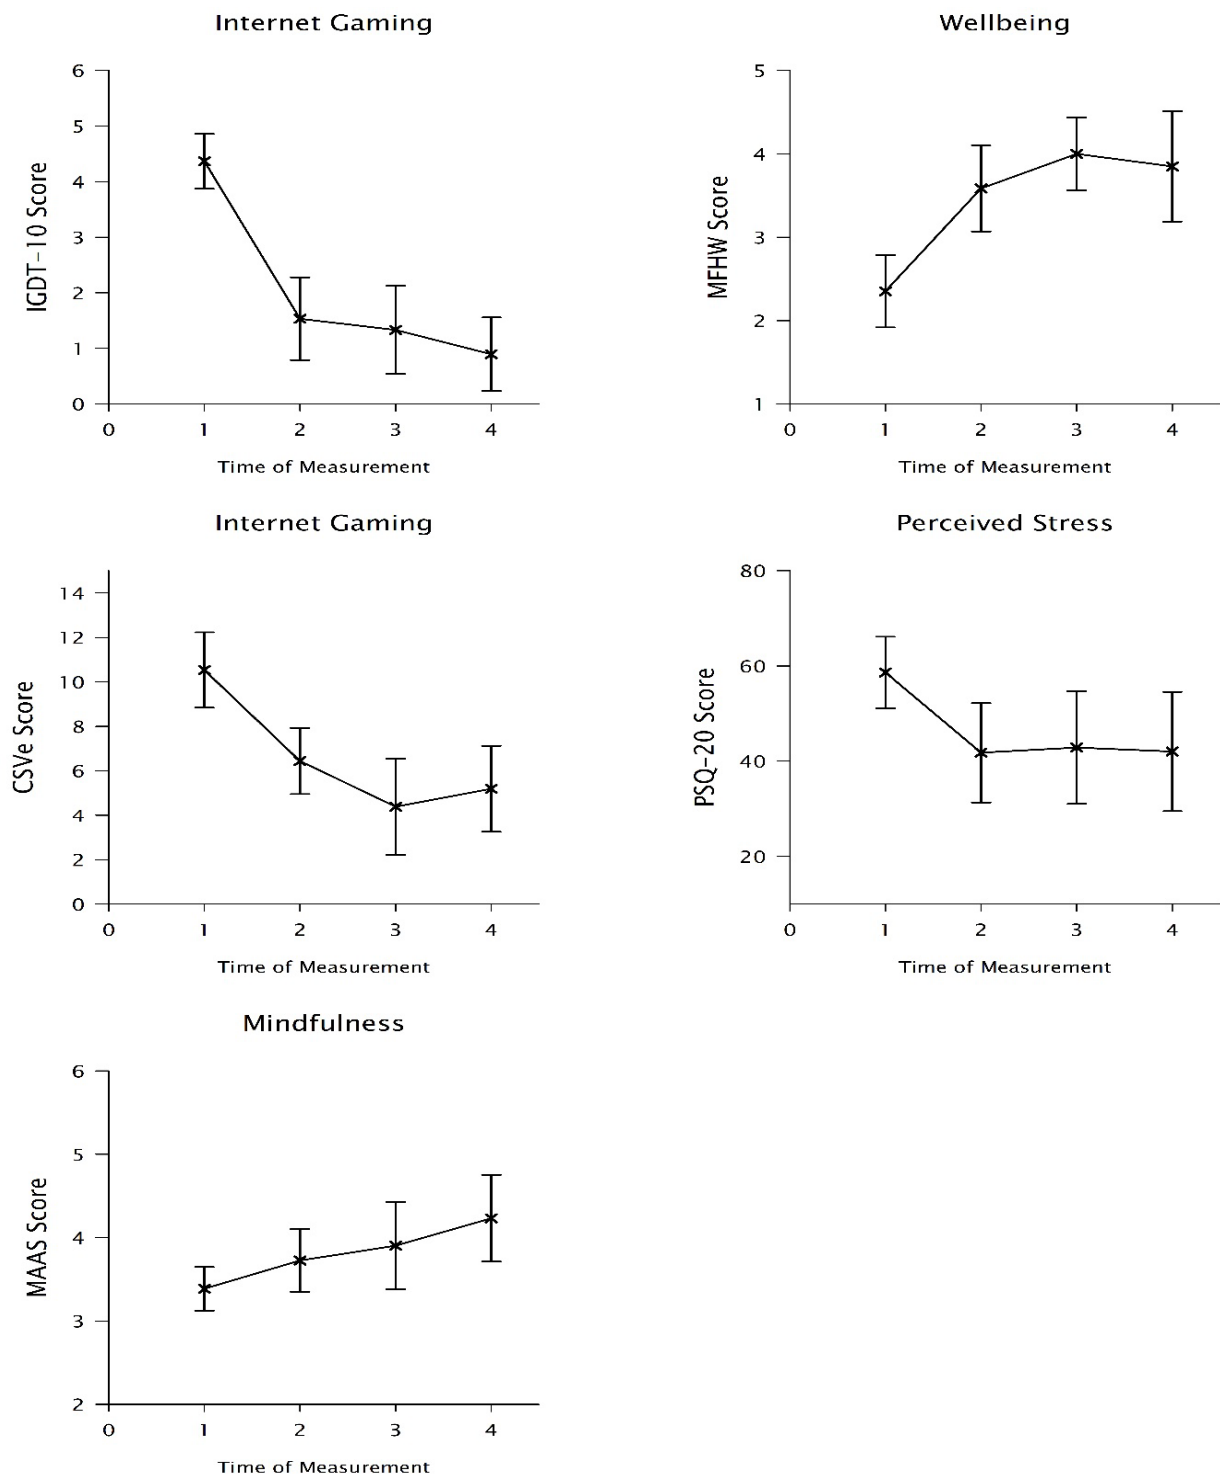 Internet Gaming
IGDT-10 Score
6
5
4
3
2
1
0
0 1 2 3 4
Time of Measurement
Wellbeing
MFHW Score
5
4
3
2
1
0 1 2 3 4
Time of Measurement
Internet Gaming
CSVe Score
14
12
10
8
6
4
2
0
0 1 2 3 4
Time of Measurement
Perceived Stress
PSQ-20 Score
80
60
40
20
0 1 2 3 4
Time of Measurement
Mindfulness
MAAS Score
6
5
4
3
2
0 1 2 3 4
Time of Measurement